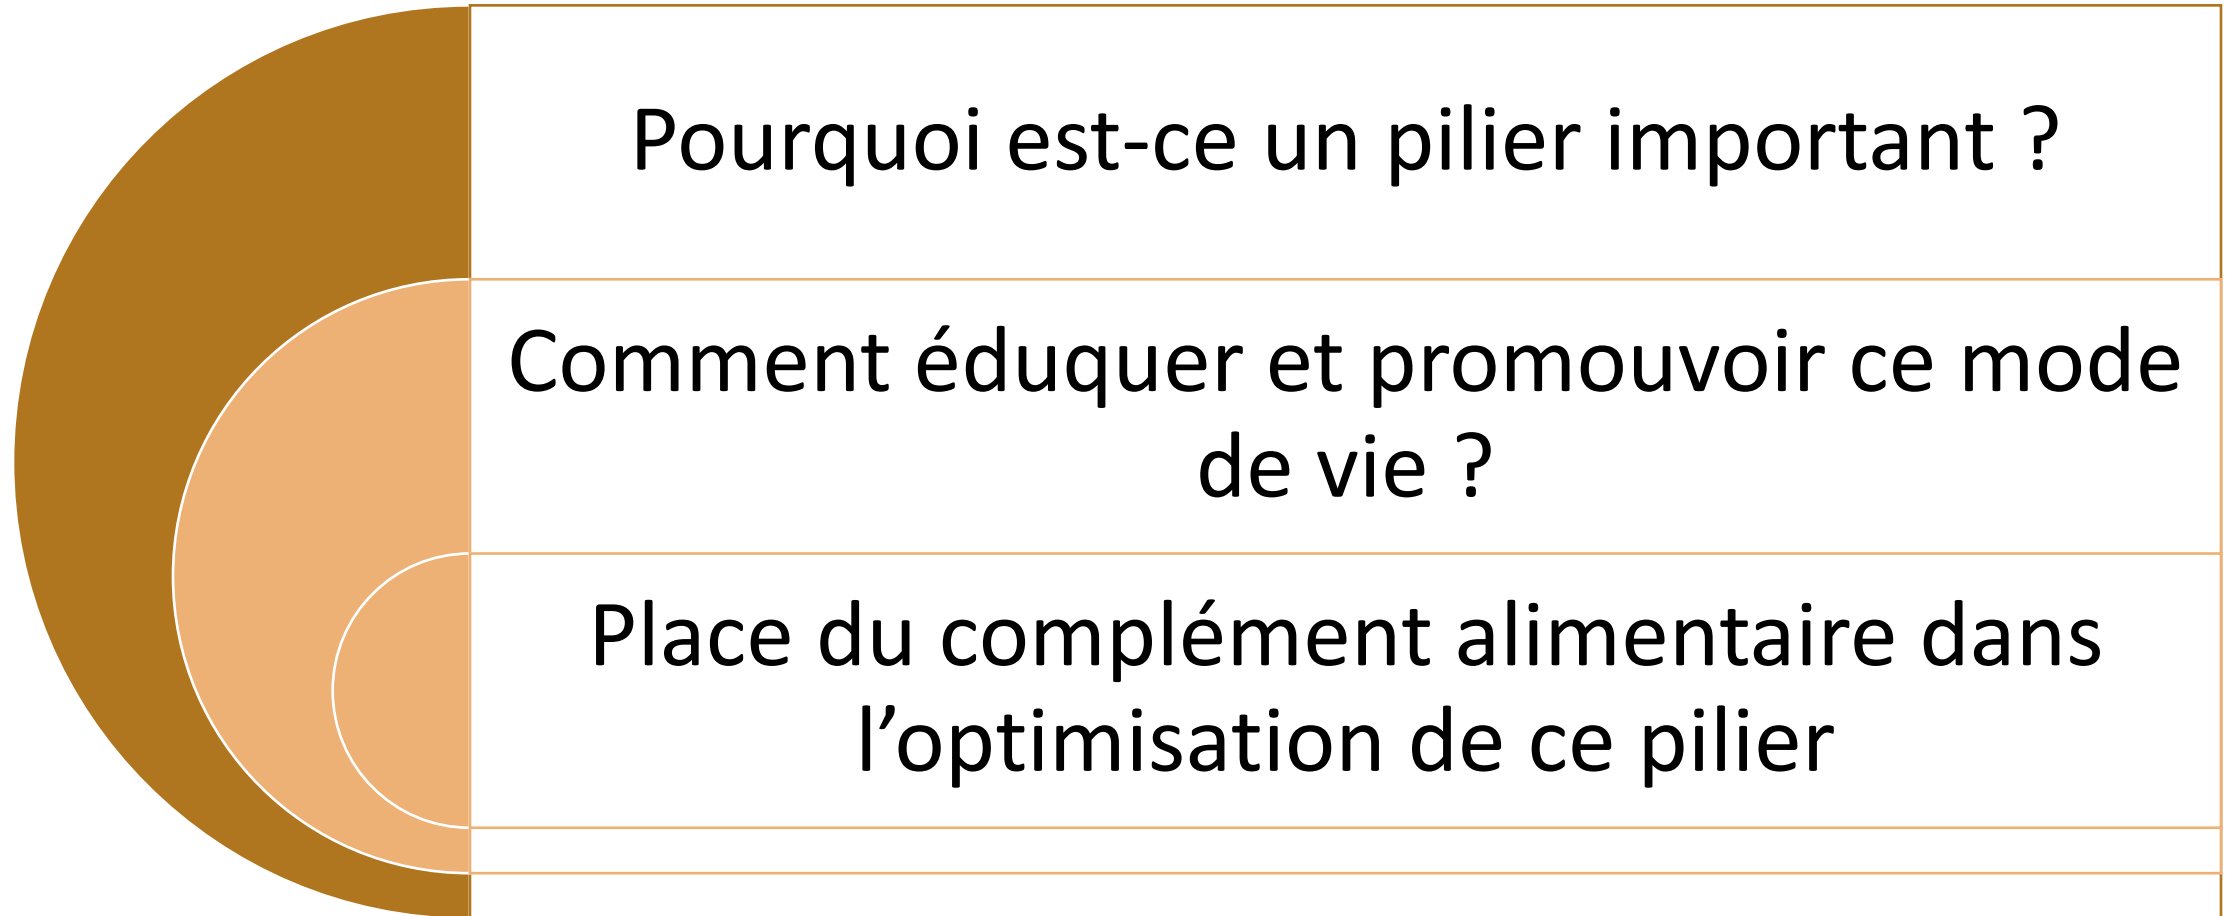 Pourquoi est-ce un pilier important ?
Comment éduquer et promouvoir ce mode
de vie ?
Place du complément alimentaire dans
l’optimisation de ce pilier